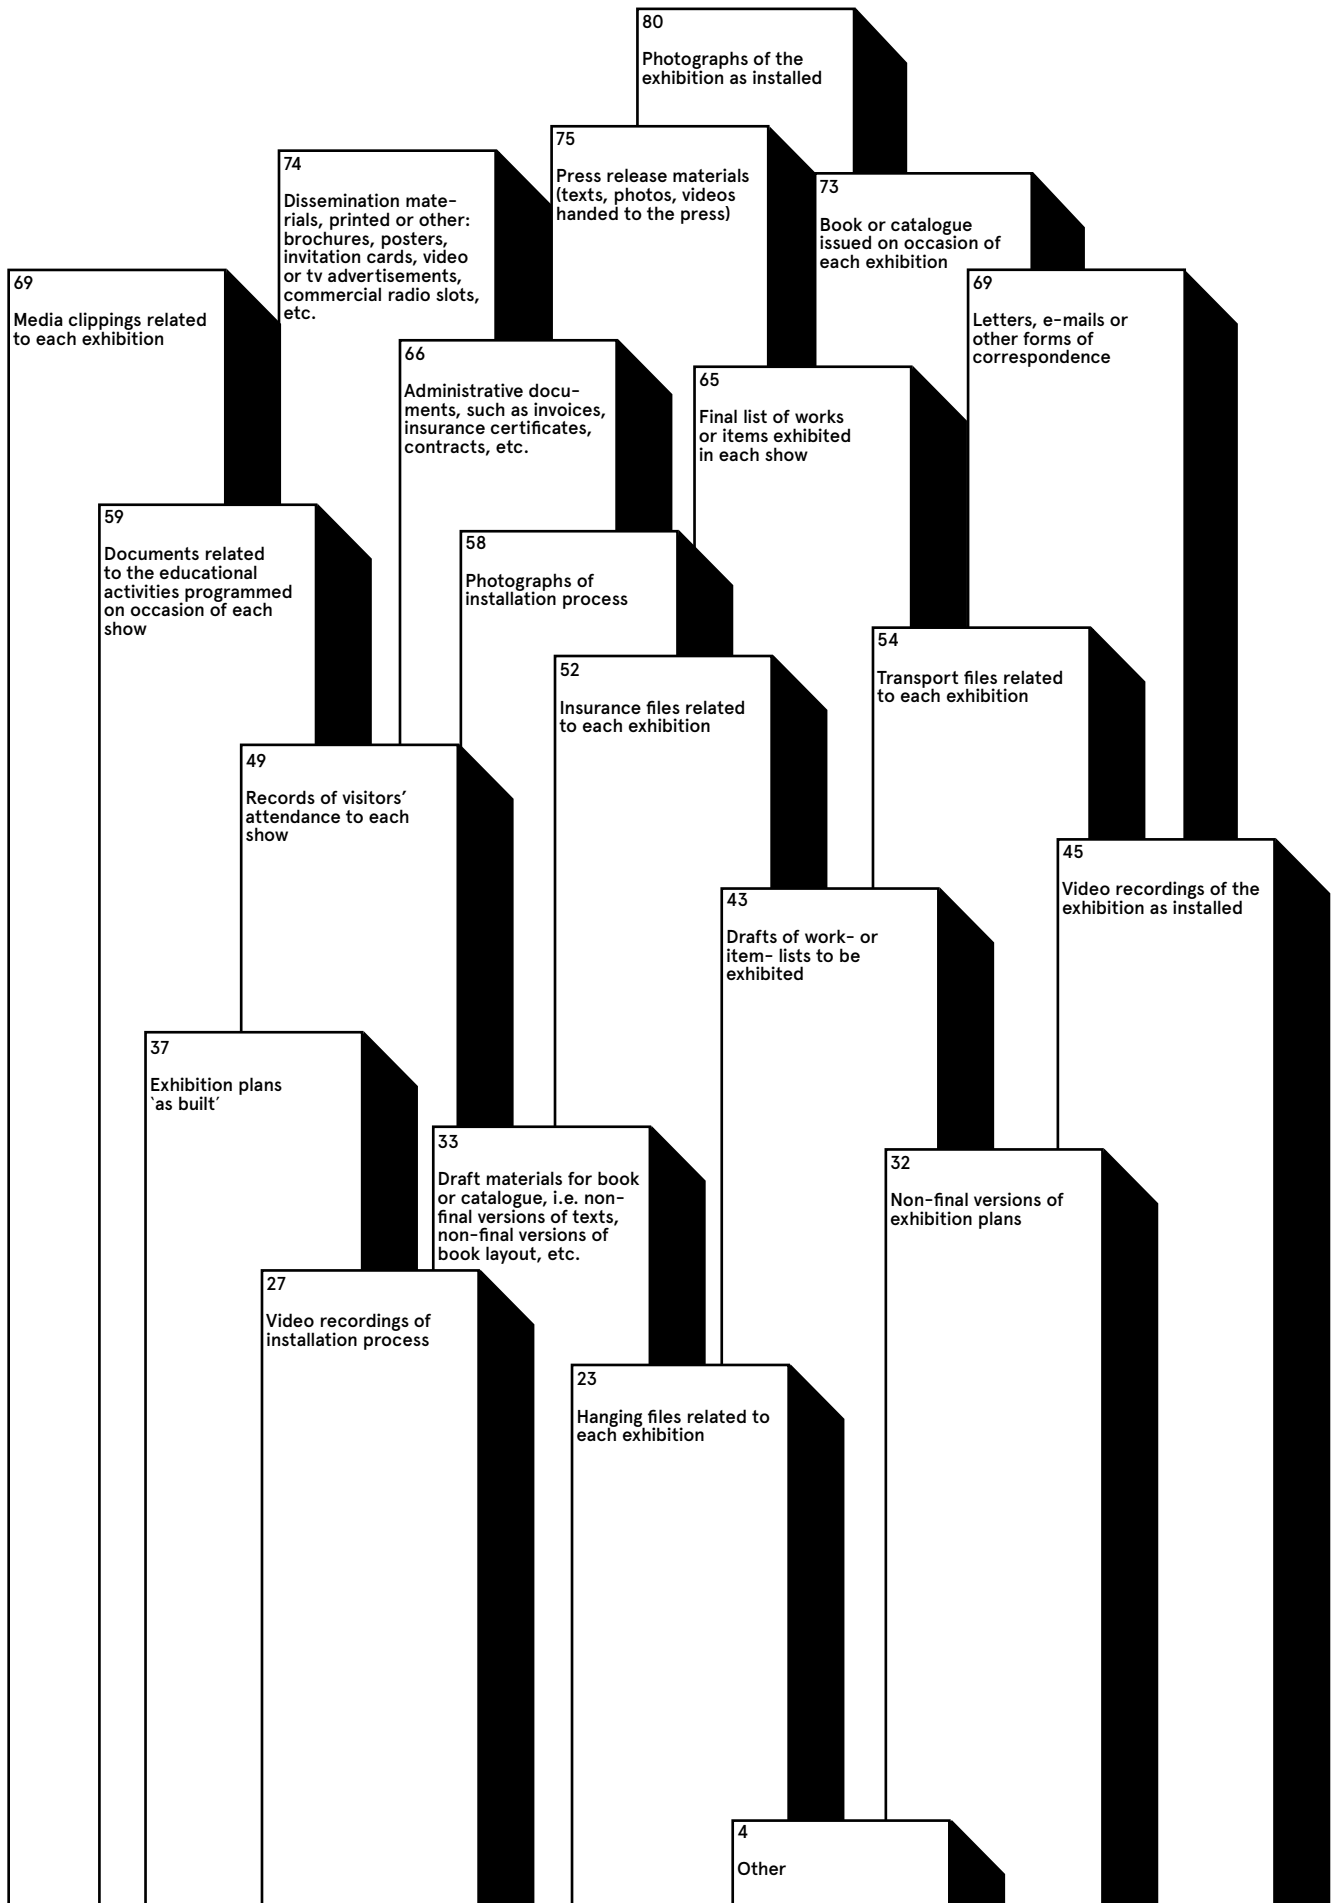 80
Photographs of the
exhibition as installed
75
Press release materials
(texts, photos, videos
handed to the press)
74
Dissemination mate-
rials, printed or other:
brochures, posters,
invitation cards, video
or tv advertisements,
commercial radio slots,
etc.
73
Book or catalogue
issued on occasion of
each exhibition
69
Media clippings related
to each exhibition
69
Letters, e-mails or
other forms of
correspondence
66
Administrative docu-
ments, such as invoices,
insurance certificates,
contracts, etc.
65
Final list of works
or items exhibited
in each show
59
Documents related
to the educational
activities programmed
on occasion of each
show
58
Photographs of
installation process
54
Transport files related
to each exhibition
52
Insurance files related
to each exhibition
49
Records of visitors’
attendance to each
show
45
Video recordings of the
exhibition as installed
43
Drafts of work- or
item- lists to be
exhibited
37
Exhibition plans
`as built´
33
Draft materials for book
or catalogue, i.e. non-
final versions of texts,
non-final versions of
book layout, etc.
32
Non-final versions of
exhibition plans
27
Video recordings of
installation process
23
Hanging files related to
each exhibition
4
Other